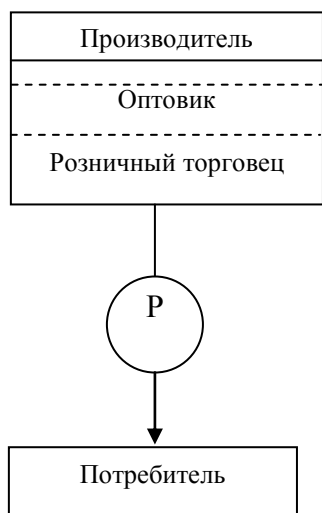 Производитель
Оптовик
Розничный торговец
Р
Потребитель